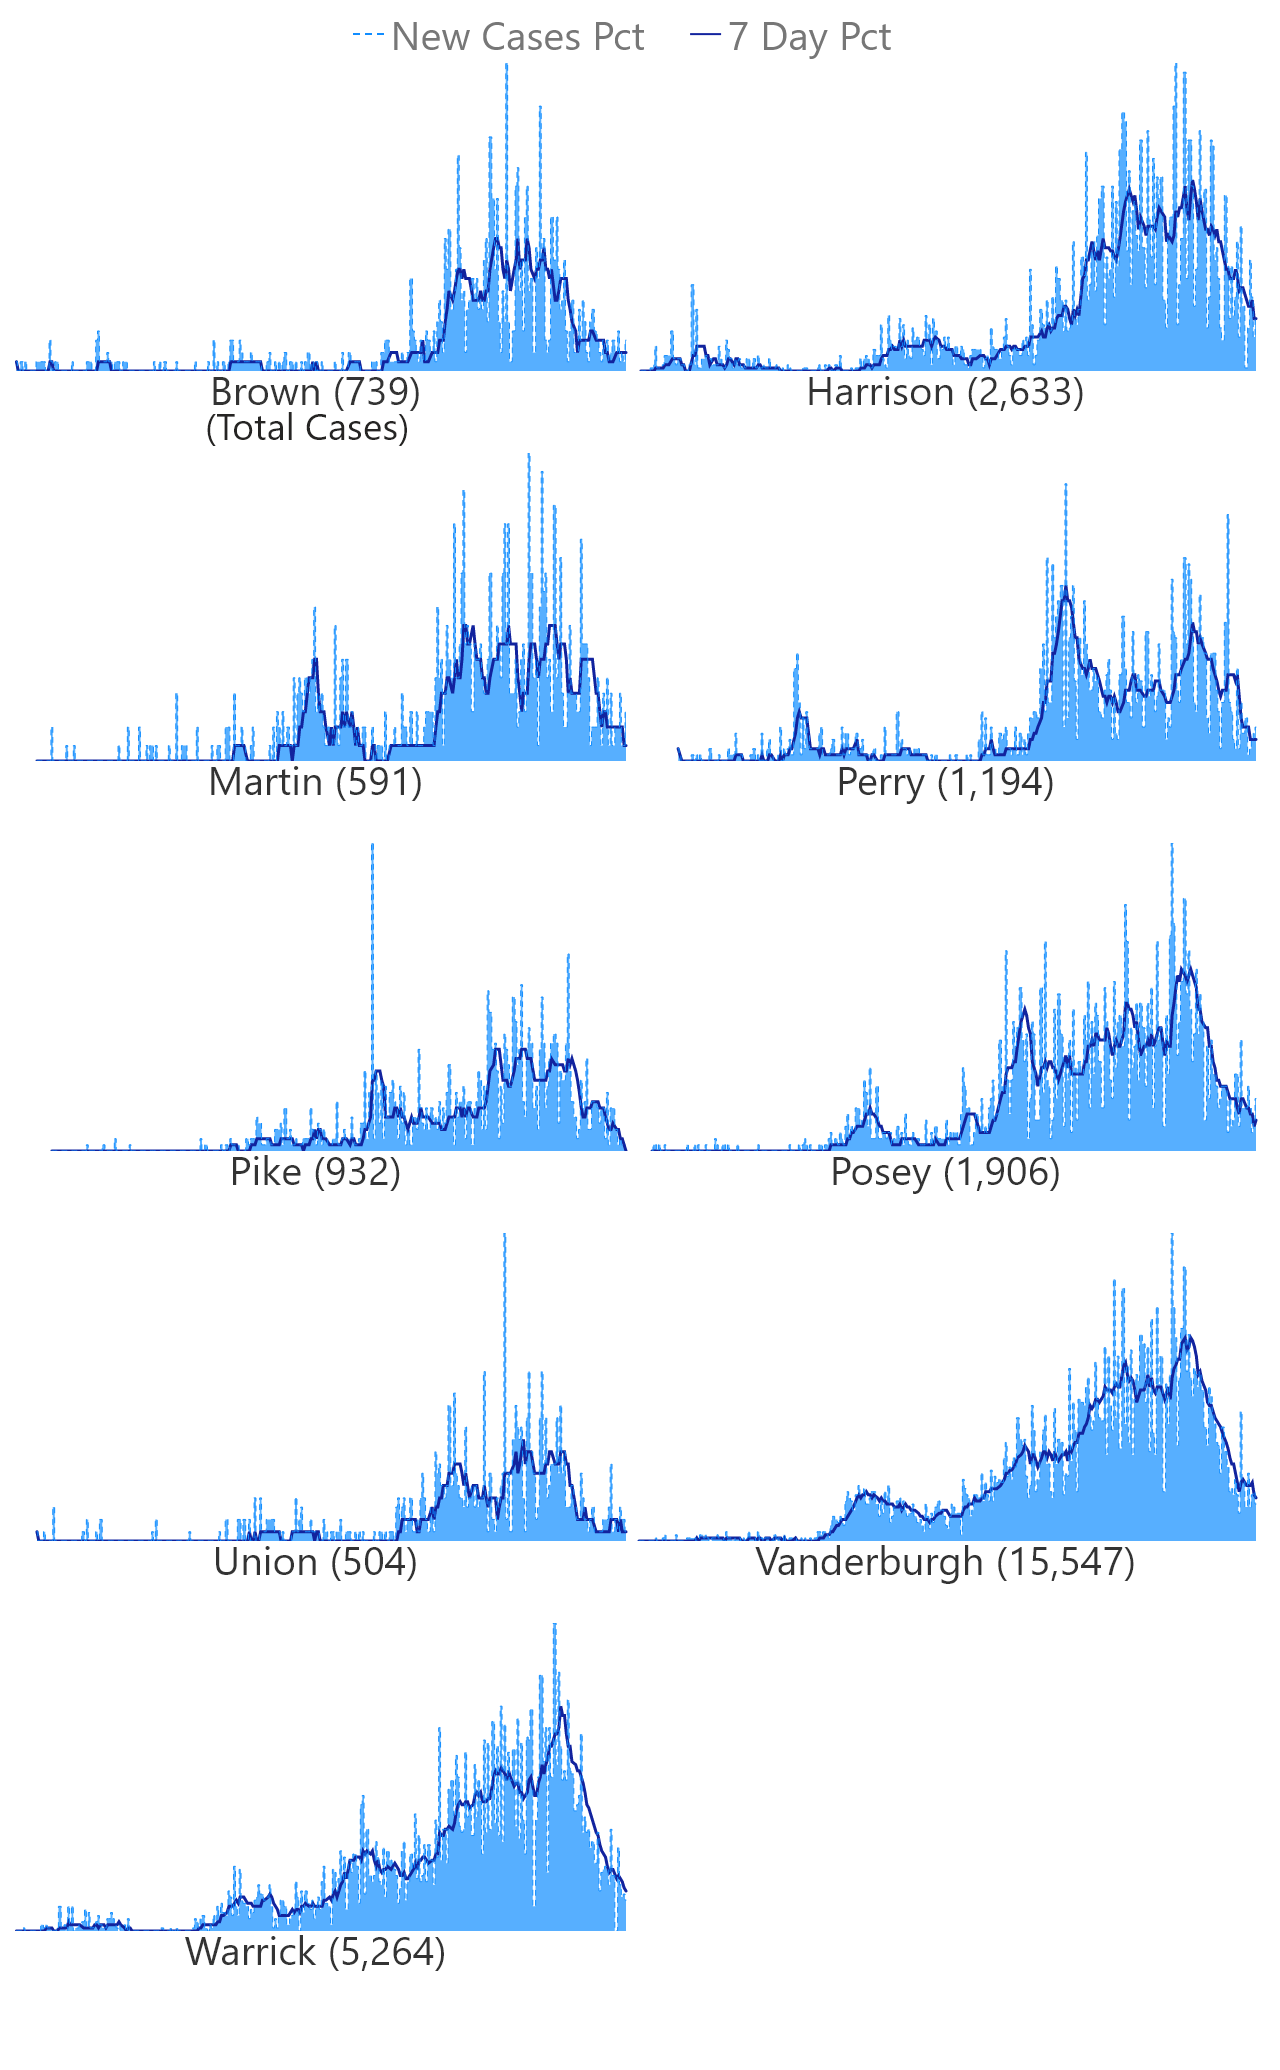 New Cases Pct 7 Day Pct
Brown (739) Harrison (2,633)
(Total Cases)
Martin (591) Perry (1,194)
Pike (932) Posey (1,906)
Union (504) Vanderburgh (15,547)
Warrick (5,264)